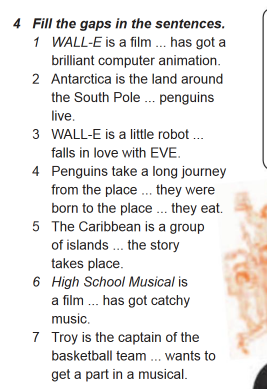 4 Fill the gaps in the sentences.
1 WALL-E is a film ... has got a
brilliant computer animation.
2 Antarctica is the land around
the South Pole ... penguins
live.
3 WALL-E is a little robot ...
falls in love with EVE.
4 Penguins take a long journey
from the place ... they were
born to the place ... they eat.
5 The Caribbean is a group
of islands ... the story
takes place.
6 High School Musical is
a film ... has got catchy
music.
7 Troy is the captain of the
basketball team ... wants to
get a part in a musical.